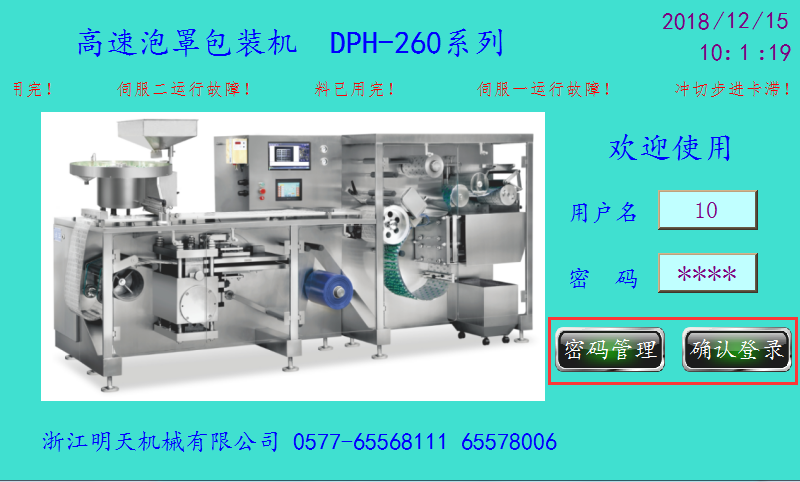 高速泡罩包装机 DPH-260系列
2018/12/15
10: 1 :19
用完! 伺服二运行故障! 料已用完! 伺服一运行故障! 冲切步进卡滞!
欢迎使用
用户名 10
密 码 ****
密码管理 确认登录
浙江明天机械有限公司 0577-65568111 65578006